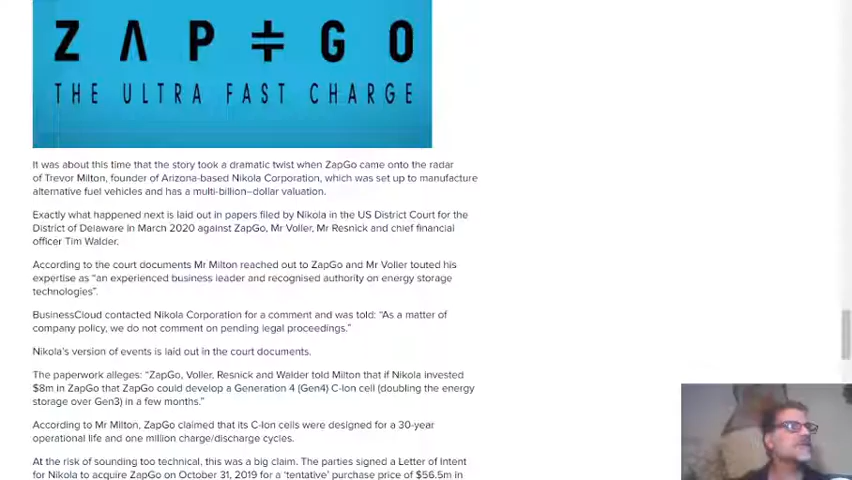 ZAP÷GO
THE ULTRA FAST CHARGE
It was about this time that the story took a dramatic twist when ZapGo came onto the radar
of Trevor Milton, founder of Arizona-based Nikola Corporation, which was set up to manufacture
alternative fuel vehicles and has a multi-billion–dollar valuation.
Exactly what happened next is laid out in papers filed by Nikola in the US District Court for the
District of Delaware in March 2020 against ZapGo, Mr Voller, Mr Resnick and chief financial
officer Tim Walder.
According to the court documents Mr Milton reached out to ZapGo and Mr Voller touted his
expertise as “an experienced business leader and recognised authority on energy storage
technologies”.
BusinessCloud contacted Nikola Corporation for a comment and was told: “As a matter of
company policy, we do not comment on pending legal proceedings.”
Nikola’s version of events is laid out in the court documents.
The paperwork alleges: “ZapGo, Voller, Resnick and Walder told Milton that if Nikola invested
$8m in ZapGo that ZapGo could develop a Generation 4 (Gen4) C-Ion cell (doubling the energy
storage over Gen3) in a few months.”
According to Mr Milton, ZapGo claimed that its C-Ion cells were designed for a 30-year
operational life and one million charge/discharge cycles.
At the risk of sounding too technical, this was a big claim. The parties signed a Letter of Intent
for Nikola to acquire ZapGo on October 31, 2019 for a ‘tentative’ purchase price of $56.5m in